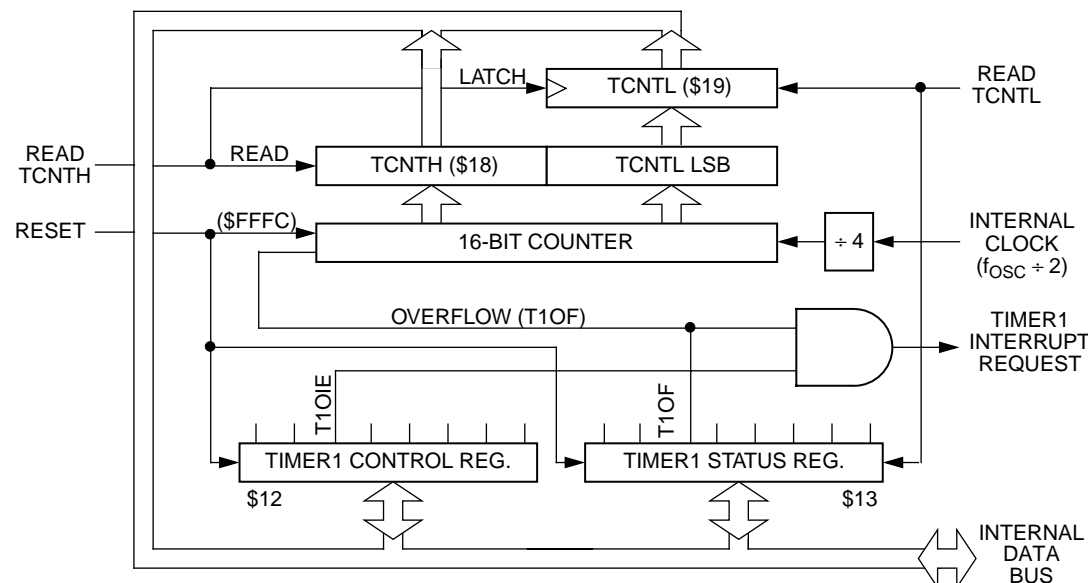 LATCH
TCNTL ($19)
READ
TCNTL
READ
TCNTH
READ
TCNTH ($18)
TCNTL LSB
RESET
($FFFC)
16-BIT COUNTER
÷ 4
INTERNAL
CLOCK
(fOSC ÷ 2)
OVERFLOW (T1OF)
TIMER1
INTERRUPT
REQUEST
T1OIE
T1OF
TIMER1 CONTROL REG.
TIMER1 STATUS REG.
$12
$13
INTERNAL
DATA
BUS